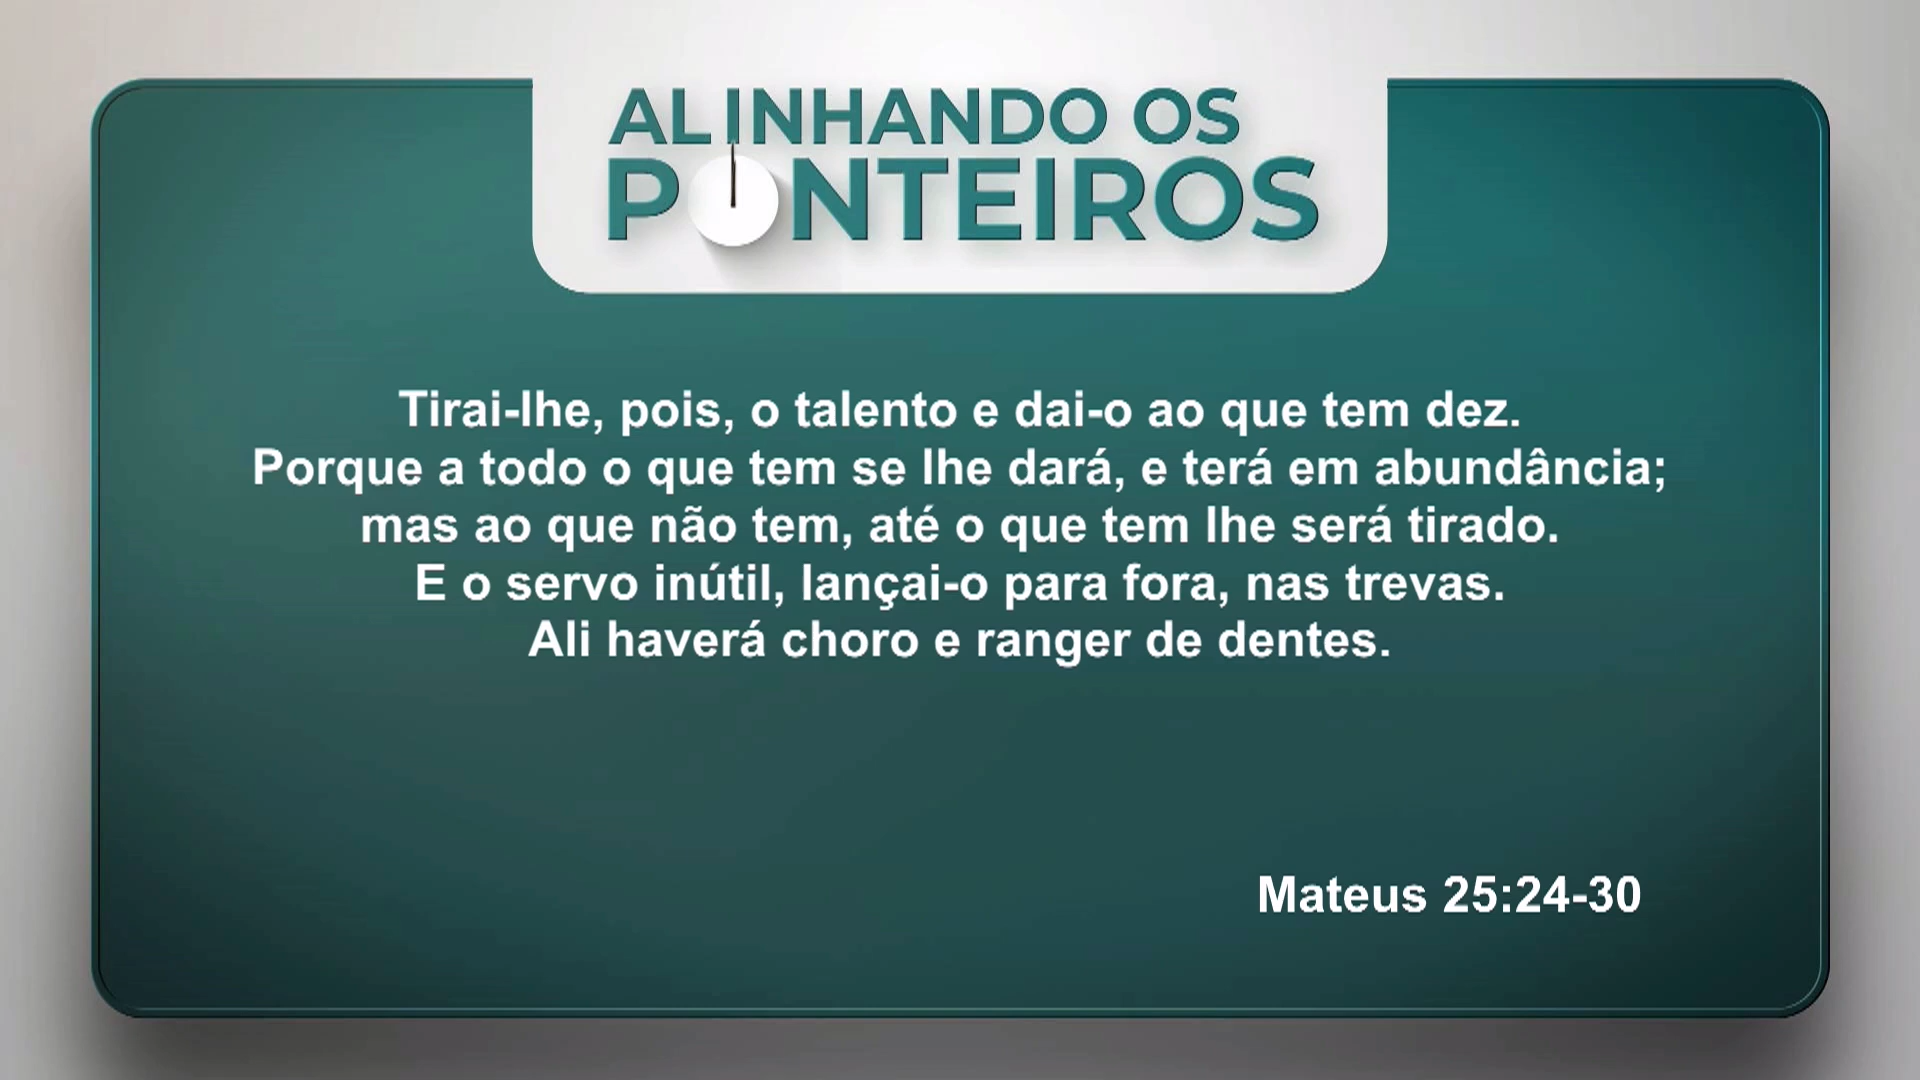 ALINHANDO OS
PONTEIROS
Tirai-lhe, pois, o talento e dai-o ao que tem dez.
Porque a todo o que tem se lhe dará, e terá em abundância;
mas ao que não tem, até o que tem lhe será tirado.
E o servo inútil, lançai-o para fora, nas trevas.
Ali haverá choro e ranger de dentes.
Mateus 25:24-30